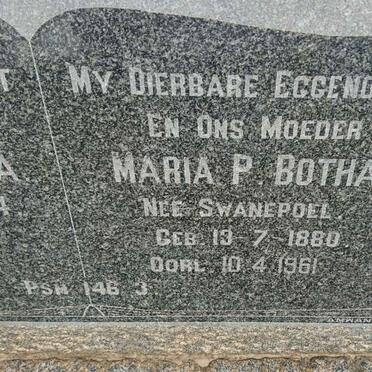 MY DIERBARE EGGENO
EN ONS MOEDER
MARIA P. BOTHA
NEE SWANEPOEL.
GEB. 13-7-1880.
OORL. 10-4-1961
PSM. 146 3